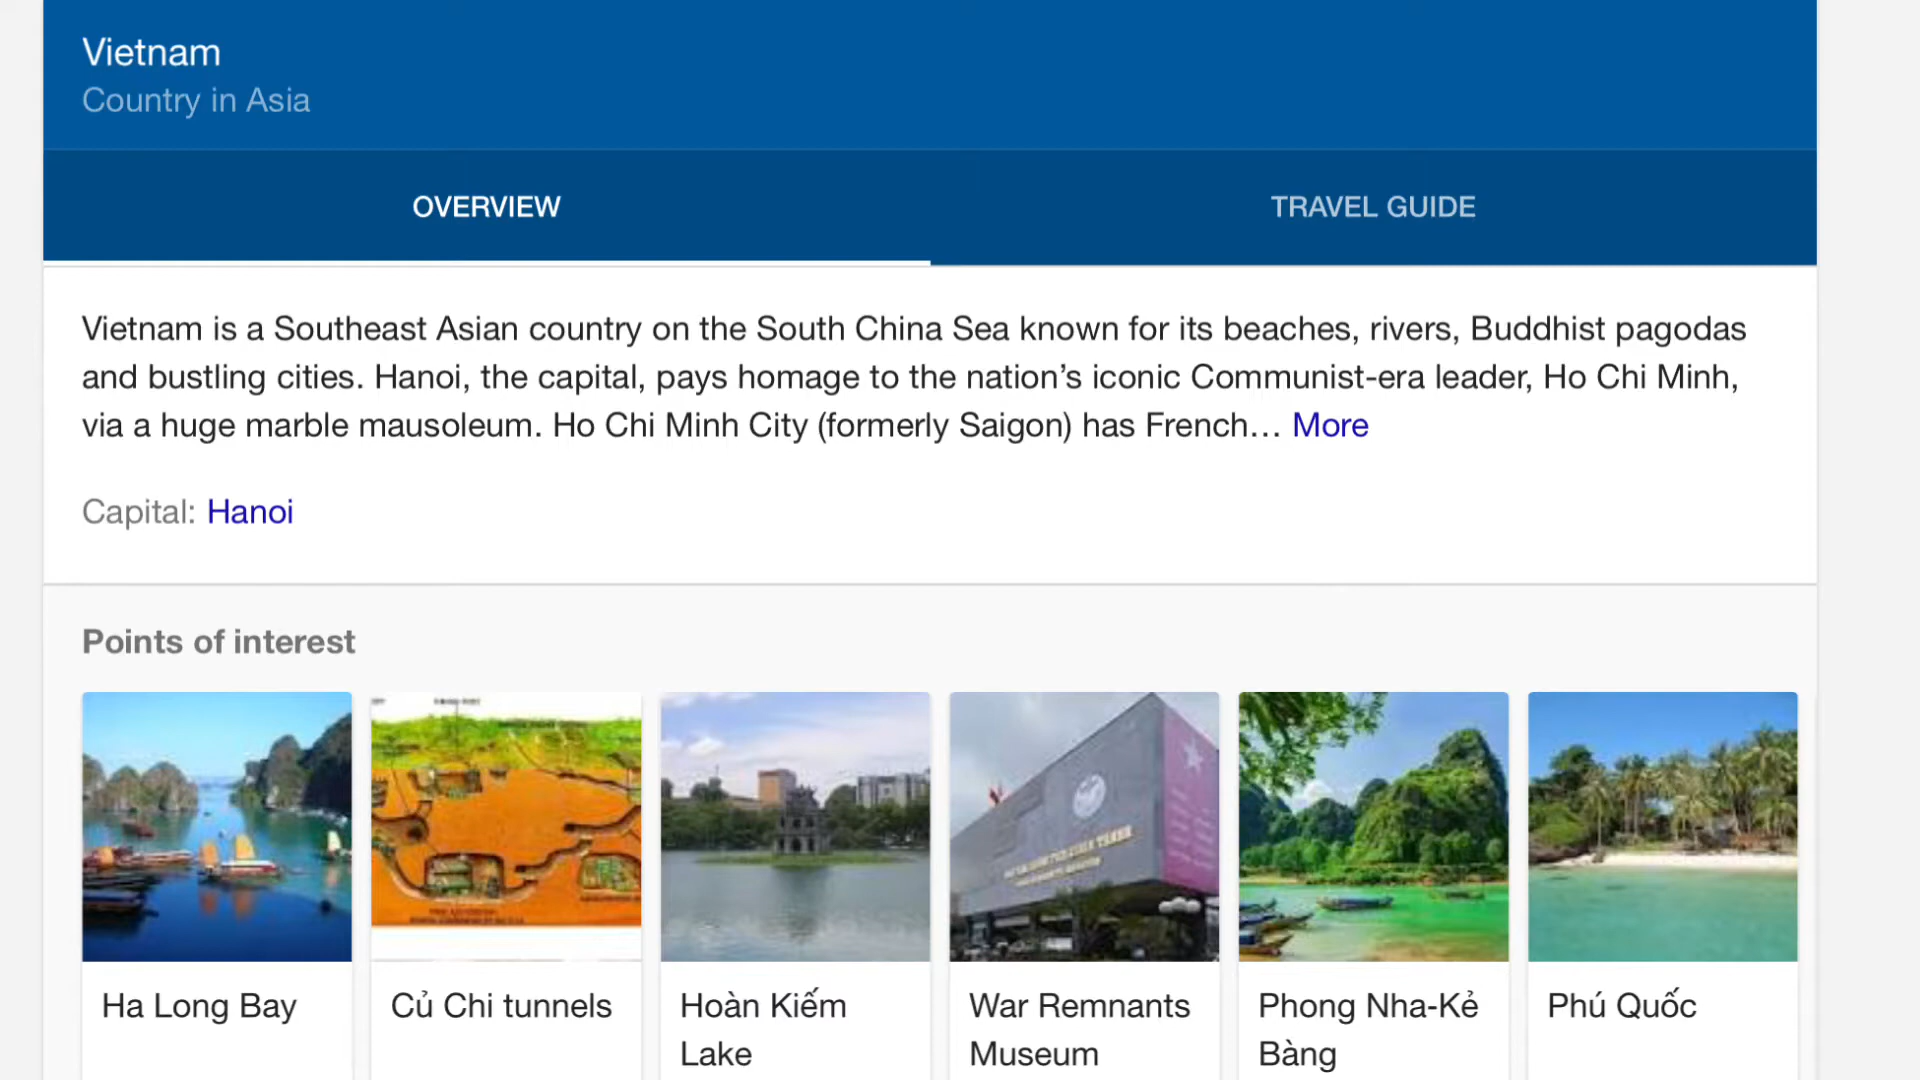 Vietnam
Country in Asia
OVERVIEW
TRAVEL GUIDE
Vietnam is a Southeast Asian country on the South China Sea known for its beaches, rivers, Buddhist pagodas
and bustling cities. Hanoi, the capital, pays homage to the nation’s iconic Communist-era leader, Ho Chi Minh,
via a huge marble mausoleum. Ho Chi Minh City (formerly Saigon) has French… More
Capital: Hanoi
Points of interest
Ha Long Bay
Củ Chi tunnels
Hoàn Kiếm
Lake
War Remnants
Museum
Phong Nha-Kẻ
Bàng
Phú Quốc